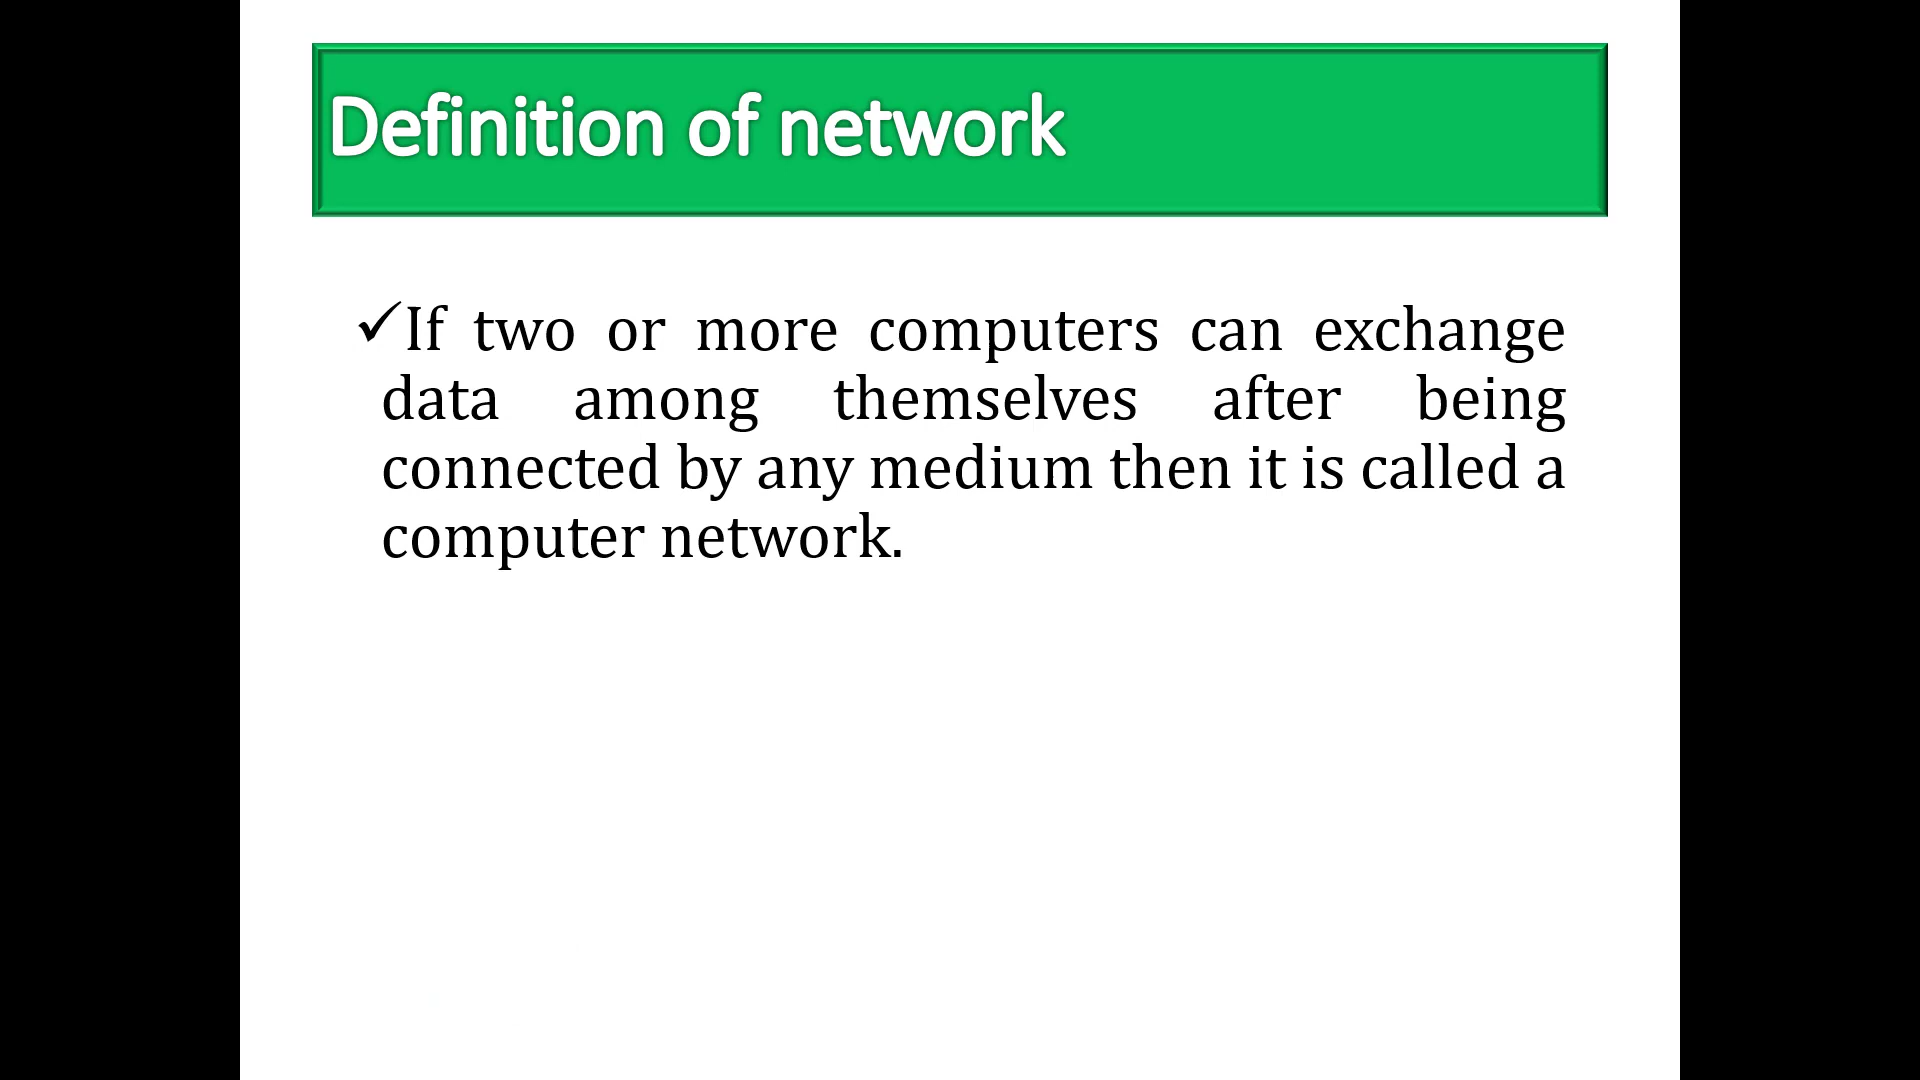 Definition of network
✓If two or more computers can exchange
data among themselves after being
connected by any medium then it is called a
computer network.